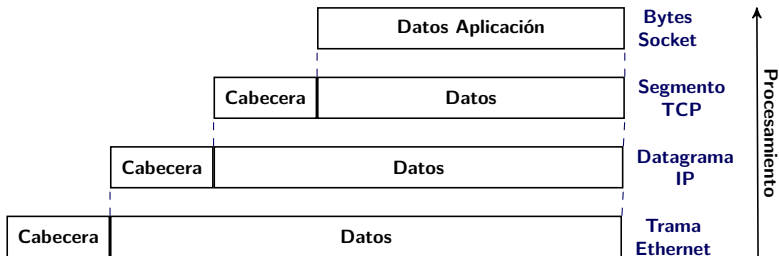 Datos Aplicación
Bytes
Socket
Cabecera
Datos
Segmento
TCP
Cabecera
Datos
Datagrama
IP
Cabecera
Datos
Trama
Ethernet
Procesamiento